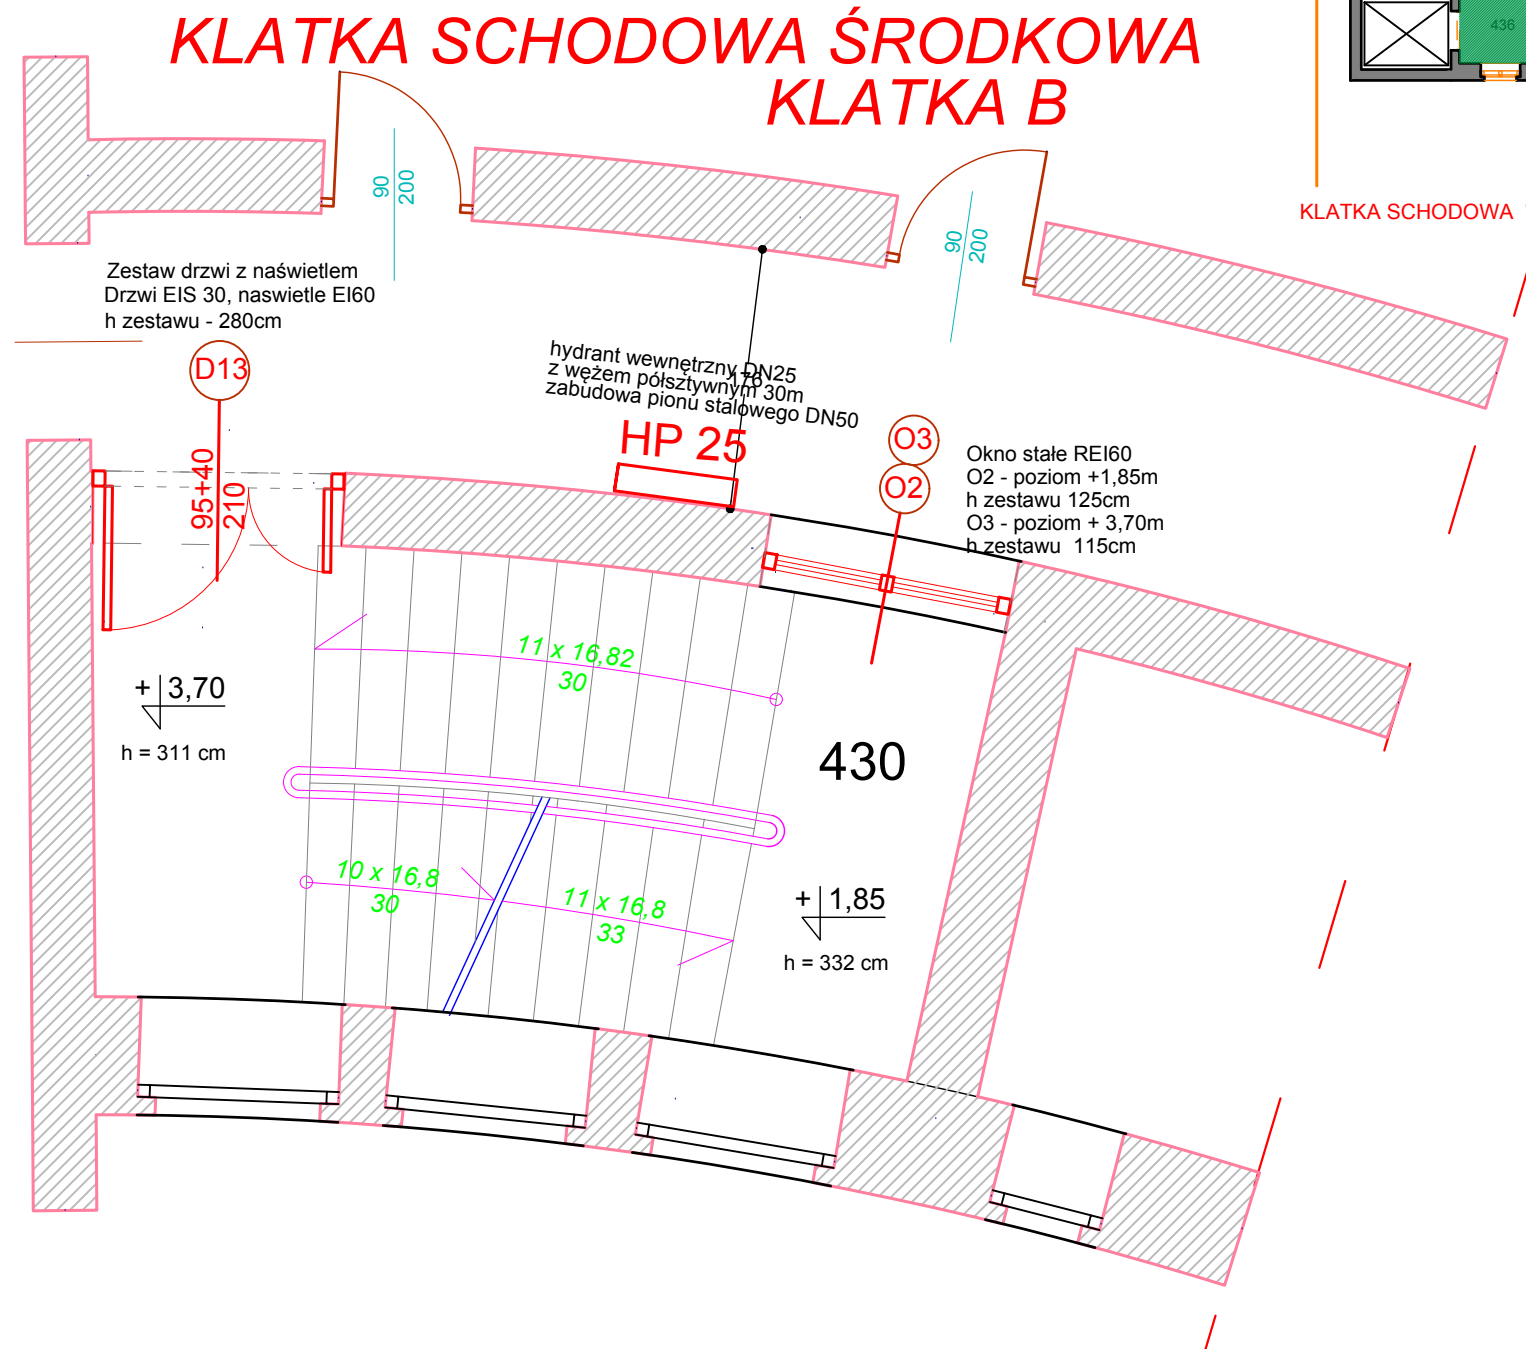 KLATKA SCHODOWA ŚRODKOWA
KLATKA B
436
KLATKA SCHODOWA
90
200
90
200
Zestaw drzwi z naświetlem
Drzwi EIS 30, naswietle EI60
h zestawu - 280cm
D13
95+40
210
hydrant wewnętrzny DN25
z wężem półsztywnym 30m
zabudowa pionu stalowego DN50
176
HP 25
O3
O2
Okno stałe REI60
O2 - poziom +1,85m
h zestawu 125cm
O3 - poziom + 3,70m
h zestawu 115cm
11 x 16,82
30
+ 3,70
h = 311 cm
430
10 x 16,8
30
11 x 16,8
33
+ 1,85
h = 332 cm